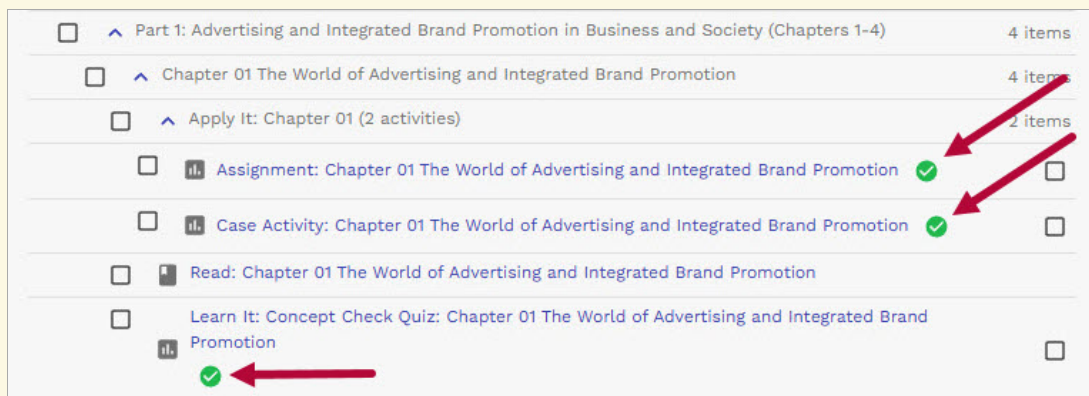 Part 1: Advertising and Integrated Brand Promotion in Business and Society (Chapters 1-4) 4 items
Chapter 01 The World of Advertising and Integrated Brand Promotion 4 items
Apply It: Chapter 01 (2 activities) 2 items
Assignment: Chapter 01 The World of Advertising and Integrated Brand Promotion
Case Activity: Chapter 01 The World of Advertising and Integrated Brand Promotion
Read: Chapter 01 The World of Advertising and Integrated Brand Promotion
Learn It: Concept Check Quiz: Chapter 01 The World of Advertising and Integrated Brand
Promotion